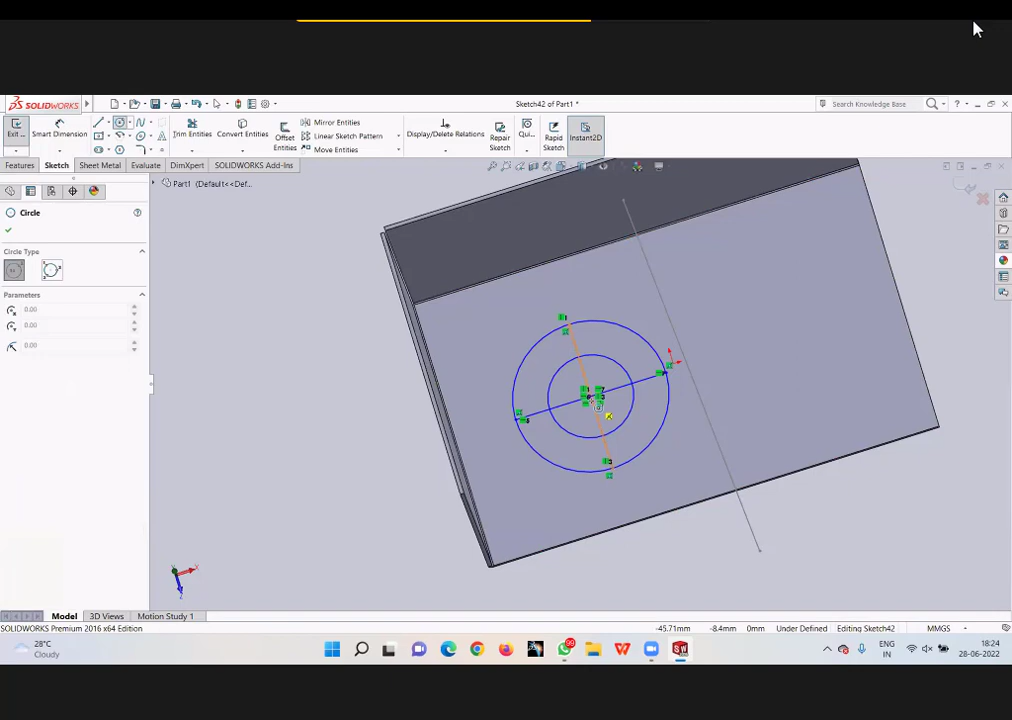 SOLIDWORKS
Sketch42 of Part1 *
Search Knowledge Base
Exit ...
Smart Dimension
Trim Entities
Convert Entities
Offset Entities
Mirror Entities
Linear Sketch Pattern
Move Entities
Display/Delete Relations
Repair Sketch
Qui...
Rapid Sketch
Instant2D
Features
Sketch
Sheet Metal
Evaluate
DimXpert
SOLIDWORKS Add-Ins
Part1 (Default<<Def...
Circle
Circle Type
Parameters
0.00
0.00
0.00
Model
3D Views
Motion Study 1
SOLIDWORKS Premium 2016 x64 Edition
-45.71mm
-8.4mm
0mm
Under Defined
Editing Sketch42
MMGS
28°C
Cloudy
99
ENG
IN
18:24
28-06-2022